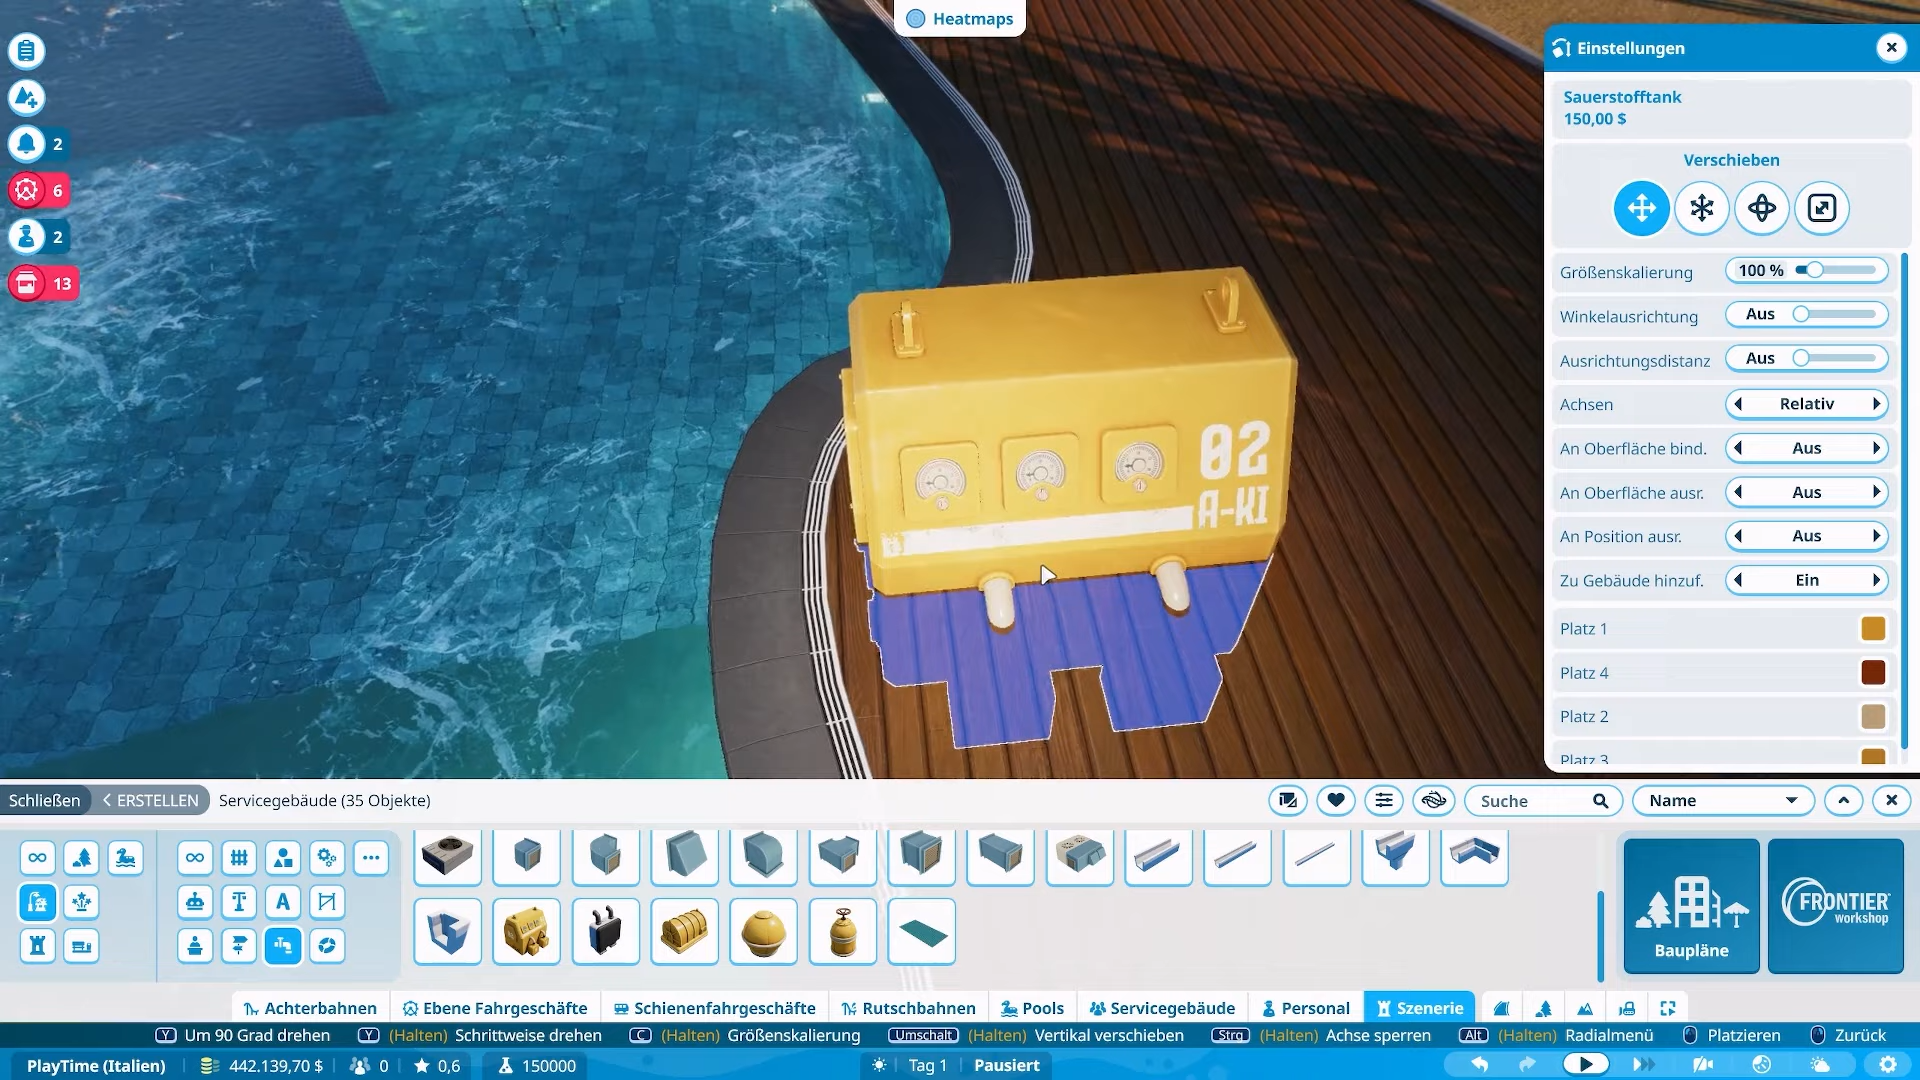 Heatmaps
2
6
2
13
Einstellungen
Sauerstofftank
150,00 $
Verschieben
Größenskalierung 100 %
Winkelausrichtung Aus
Ausrichtungsdistanz Aus
Achsen Relativ
An Oberfläche bind. Aus
An Oberfläche ausr. Aus
An Position ausr. Aus
Zu Gebäude hinzuf. Ein
Platz 1
Platz 4
Platz 2
Platz 3
02
A-KI
Schließen ERSTELLEN Servicegebäude (35 Objekte) Suche Name
Baupläne
FRONTIER workshop
Achterbahnen Ebene Fahrgeschäfte Schienenfahrgeschäfte Rutschbahnen Pools Servicegebäude Personal Szenerie
Y Um 90 Grad drehen Y (Halten) Schrittweise drehen C (Halten) Größenskalierung Umschalt (Halten) Vertikal verschieben Strg (Halten) Achse sperren Alt (Halten) Radialmenü Platzieren Zurück
PlayTime (Italien) 442.139,70 $ 0 0,6 150000 Tag 1 Pausiert